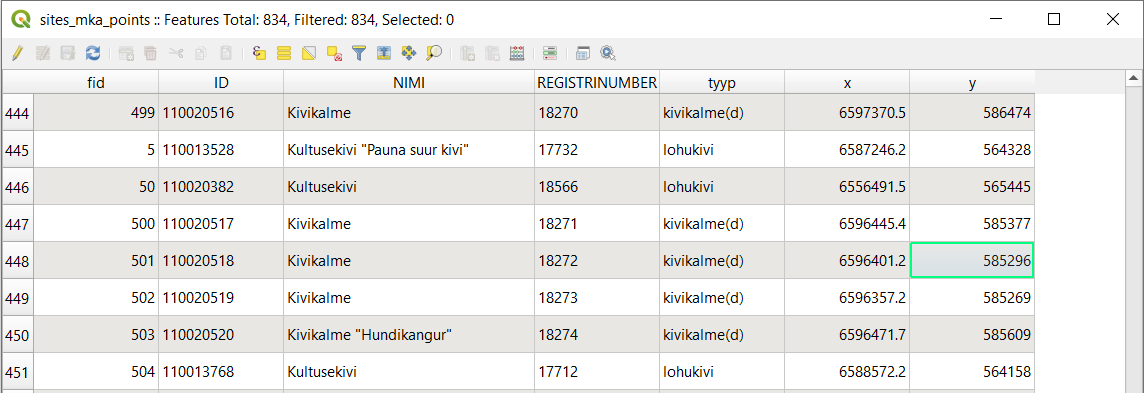 sites_mka_points :: Features Total: 834, Filtered: 834, Selected: 0
fid ID NIMI REGISTRINUMBER tyyp x y
444 499 110020516 Kivikalme 18270 kivikalme(d) 6597370.5 586474
445 5 110013528 Kultusekivi "Pauna suur kivi" 17732 lohukivi 6587246.2 564328
446 50 110020382 Kultusekivi 18566 lohukivi 6556491.5 565445
447 500 110020517 Kivikalme 18271 kivikalme(d) 6596445.4 585377
448 501 110020518 Kivikalme 18272 kivikalme(d) 6596401.2 585296
449 502 110020519 Kivikalme 18273 kivikalme(d) 6596357.2 585269
450 503 110020520 Kivikalme "Hundikangur" 18274 kivikalme(d) 6596471.7 585609
451 504 110013768 Kultusekivi 17712 lohukivi 6588572.2 564158